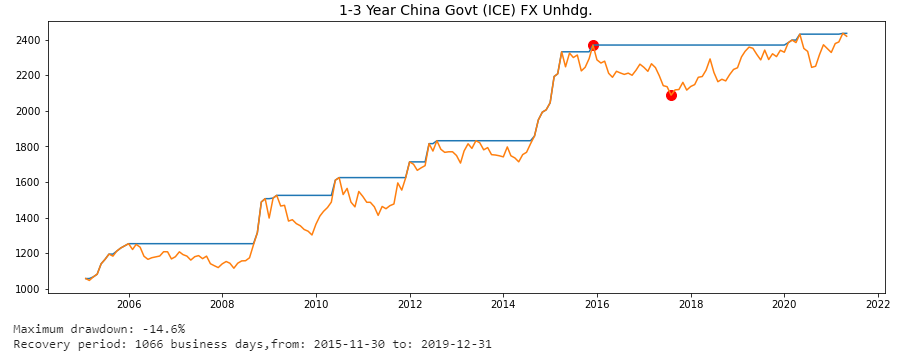 1-3 Year China Govt (ICE) FX Unhdg.
2400
2200
2000
1800
1600
1400
1200
1000
2006 2008 2010 2012 2014 2016 2018 2020 2022
Maximum drawdown: -14.6%
Recovery period: 1066 business days,from: 2015-11-30 to: 2019-12-31